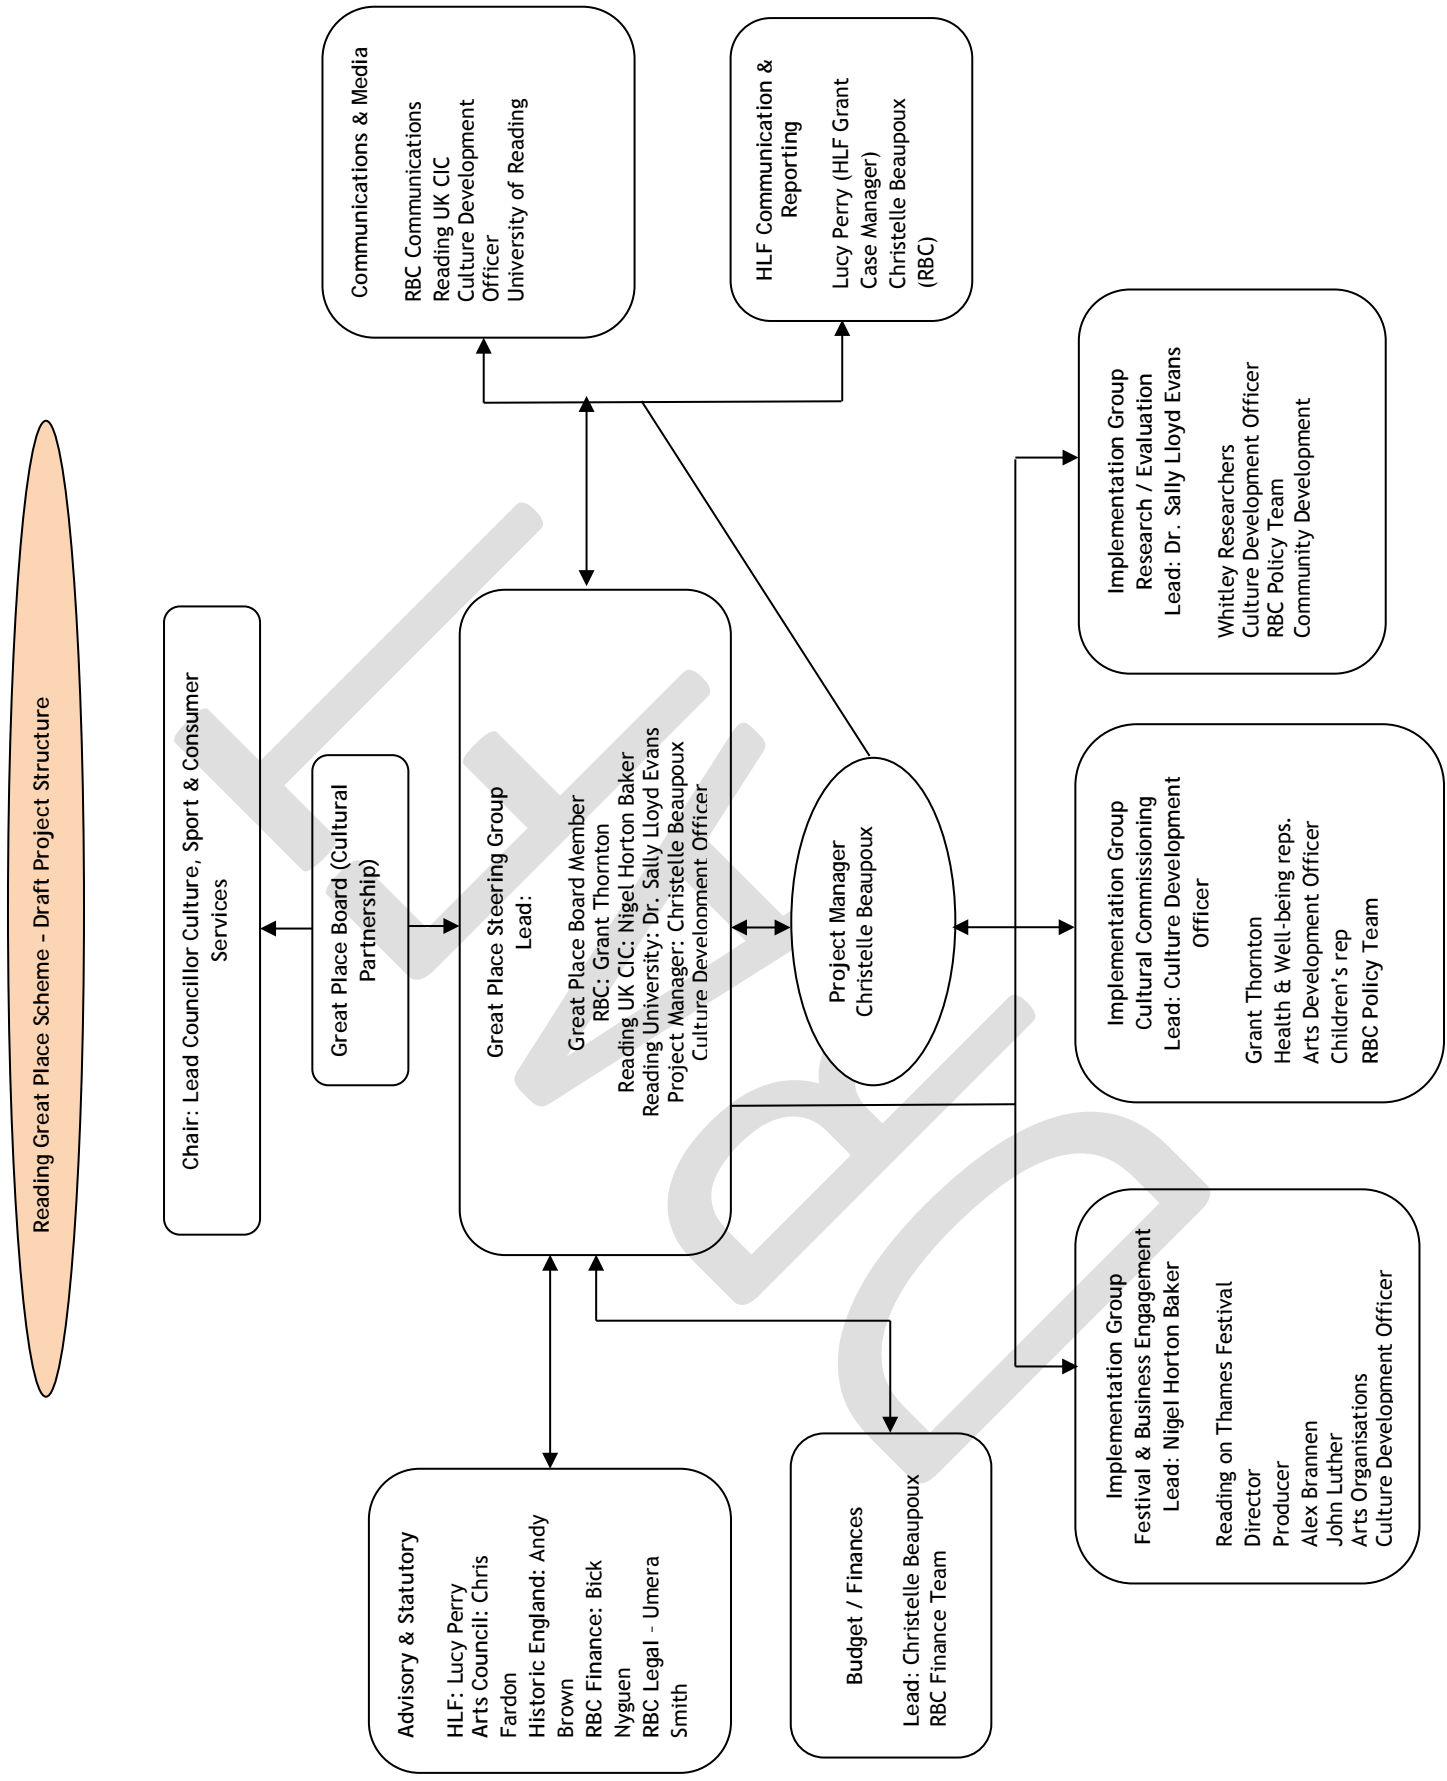 Reading Great Place Scheme - Draft Project Structure
Chair: Lead Councillor Culture, Sport & Consumer
Services
Great Place Board (Cultural
Partnership)
Advisory & Statutory
HLF: Lucy Perry
Arts Council: Chris
Fardon
Historic England: Andy
Brown
RBC Finance: Bick
Nyguen
RBC Legal - Umera
Smith
Great Place Steering Group
Lead:
Great Place Board Member
RBC: Grant Thornton
Reading UK CIC: Nigel Horton Baker
Reading University: Dr. Sally Lloyd Evans
Project Manager: Christelle Beaupoux
Culture Development Officer
Communications & Media
RBC Communications
Reading UK CIC
Culture Development
Officer
University of Reading
Budget / Finances
Lead: Christelle Beaupoux
RBC Finance Team
Project Manager
Christelle Beaupoux
HLF Communication &
Reporting
Lucy Perry (HLF Grant
Case Manager)
Christelle Beaupoux
(RBC)
Implementation Group
Festival & Business Engagement
Lead: Nigel Horton Baker
Reading on Thames Festival
Director
Producer
Alex Brannen
John Luther
Arts Organisations
Culture Development Officer
Implementation Group
Cultural Commissioning
Lead: Culture Development
Officer
Grant Thornton
Health & Well-being reps.
Arts Development Officer
Children's rep
RBC Policy Team
Implementation Group
Research / Evaluation
Lead: Dr. Sally Lloyd Evans
Whitley Researchers
Culture Development Officer
RBC Policy Team
Community Development
DRAFT